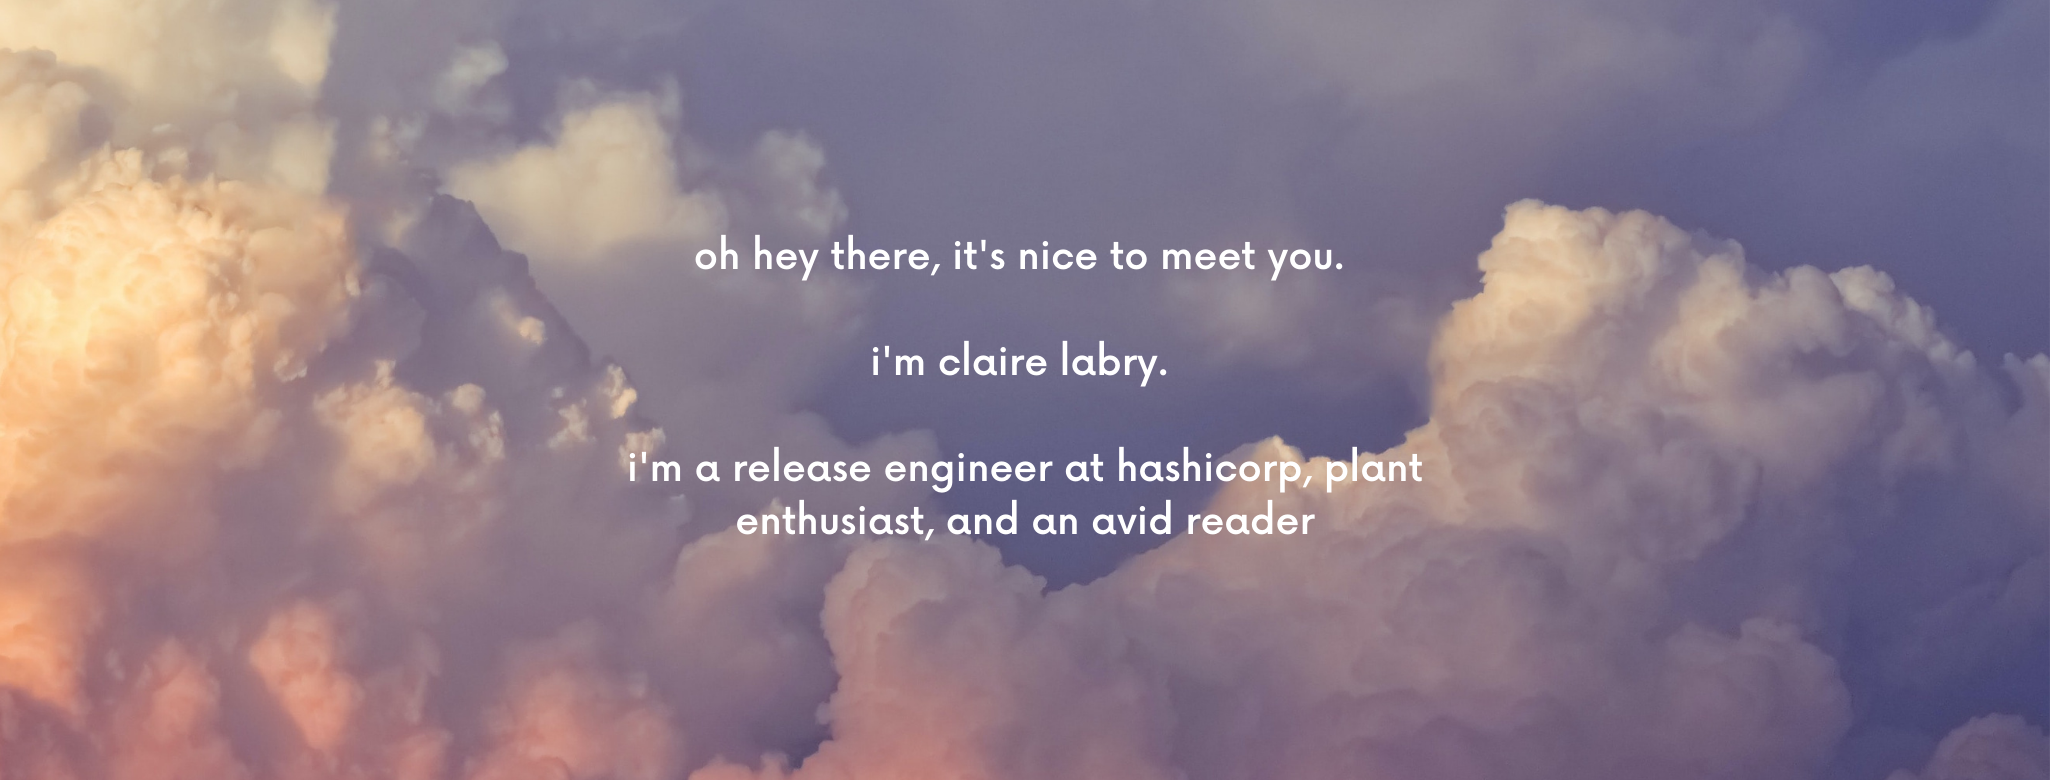 oh hey there, it's nice to meet you.
i'm claire labry.
i'm a release engineer at hashicorp, plant
enthusiast, and an avid reader